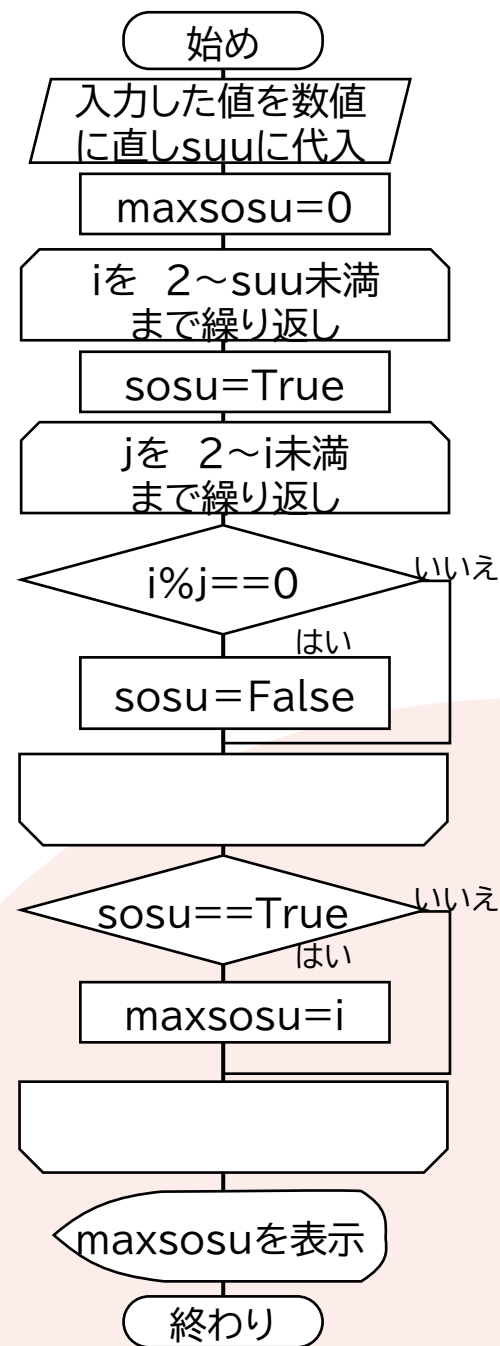 始め
入力した値を数値
に直しsuuに代入
maxsosu=0
iを　2～suu未満
まで繰り返し
sosu=True
jを　2～i未満
まで繰り返し
i%j==0
いいえ
はい
sosu=False
sosu==True
いいえ
はい
maxsosu=i
maxsosuを表示
終わり